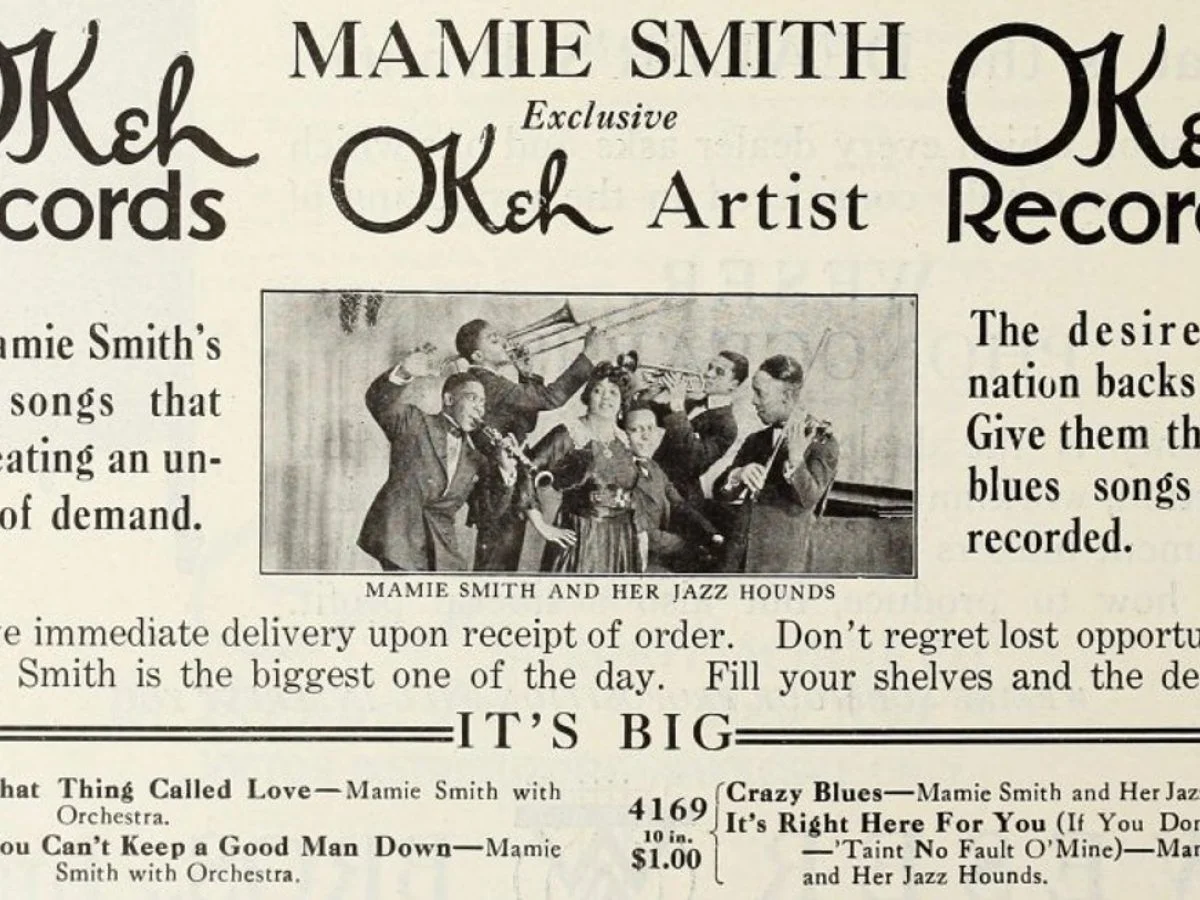 OKeh
cords
MAMIE SMITH
Exclusive
OKeh Artist
OKe
Recor
amie Smith's
songs that
eating an un-
of demand.
The desire
nation backs
Give them th
blues songs
recorded.
MAMIE SMITH AND HER JAZZ HOUNDS
e immediate delivery upon receipt of order. Don't regret lost opportu
Smith is the biggest one of the day. Fill your shelves and the de
IT'S BIG
hat Thing Called Love—Mamie Smith with
Orchestra.
ou Can't Keep a Good Man Down—Mamie
Smith with Orchestra.
4169
10 in.
$1.00
Crazy Blues—Mamie Smith and Her Jaz
It's Right Here For You (If You Don
—'Taint No Fault O'Mine)—Mam
and Her Jazz Hounds.